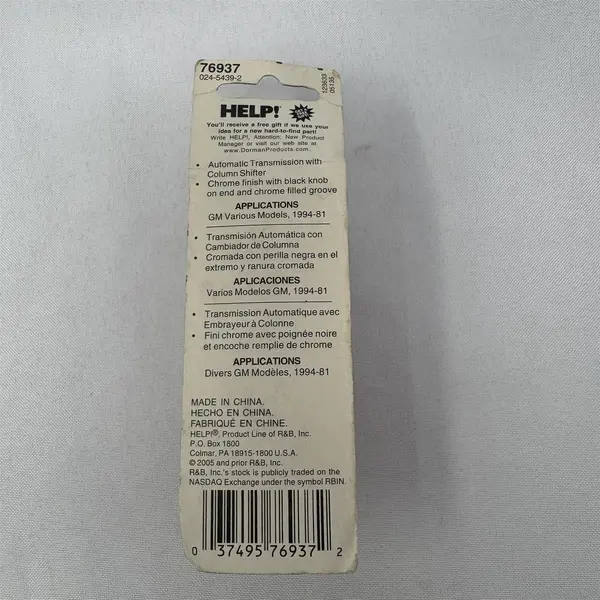 76937
024-5439-2
123633
05135
HELP!
You'll receive a free gift if we use your
idea for a new hard-to-find part!
Write HELP!, Attention: New Product
Manager or visit our web site at
www.DormanProducts.com.
• Automatic Transmission with
Column Shifter
• Chrome finish with black knob
on end and chrome filled groove
APPLICATIONS
GM Various Models, 1994-81
• Transmisión Automática con
Cambiador de Columna
• Cromada con perilla negra en el
extremo y ranura cromada
APLICACIONES
Varios Modelos GM, 1994-81
• Transmission Automatique avec
Embrayeur à Colonne
• Fini chrome avec poignée noire
et encoche remplie de chrome
APPLICATIONS
Divers GM Modèles, 1994-81
MADE IN CHINA.
HECHO EN CHINA.
FABRIQUÉ EN CHINE.
HELP!®, Product Line of R&B, Inc.
P.O. Box 1800
Colmar, PA 18915-1800 U.S.A.
© 2005 and prior R&B, Inc.
R&B, Inc.'s stock is publicly traded on the
NASDAQ Exchange under the symbol RBIN.
0 37495 76937 2